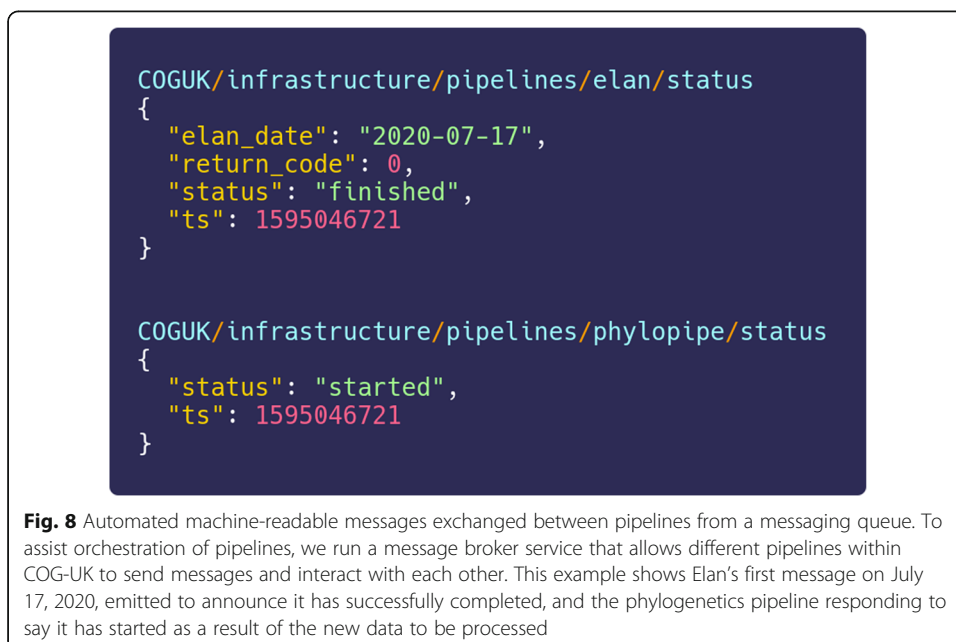 COGUK/infrastructure/pipelines/elan/status
{
"elan_date": "2020-07-17",
"return_code": 0,
"status": "finished",
"ts": 1595046721
}
COGUK/infrastructure/pipelines/phylopipe/status
{
"status": "started",
"ts": 1595046721
}
Fig. 8 Automated machine-readable messages exchanged between pipelines from a messaging queue. To
assist orchestration of pipelines, we run a message broker service that allows different pipelines within
COG-UK to send messages and interact with each other. This example shows Elan’s first message on July
17, 2020, emitted to announce it has successfully completed, and the phylogenetics pipeline responding to
say it has started as a result of the new data to be processed